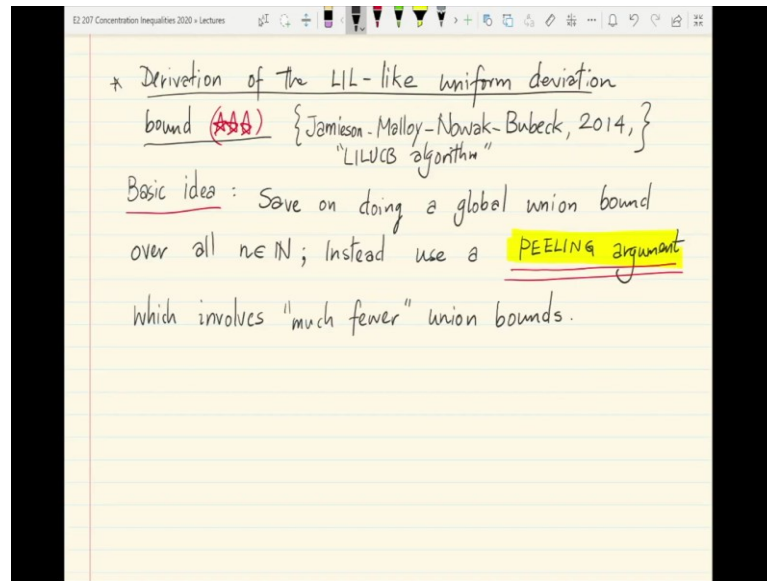 E2 207 Concentration Inequalities 2020 » Lectures
* Derivation of the LIL-like uniform deviation
bound (☆☆☆) {Jamieson-Malloy-Nowak-Bubeck, 2014,}
"LILUCB algorithm"
Basic idea : Save on doing a global union bound
over all n∈ℕ ; Instead use a PEELING argument
which involves "much fewer" union bounds.